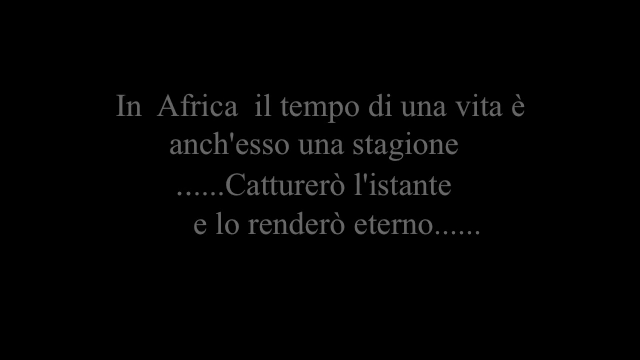 In Africa il tempo di una vita è
anch'esso una stagione
......Catturerò l'istante
e lo renderò eterno......